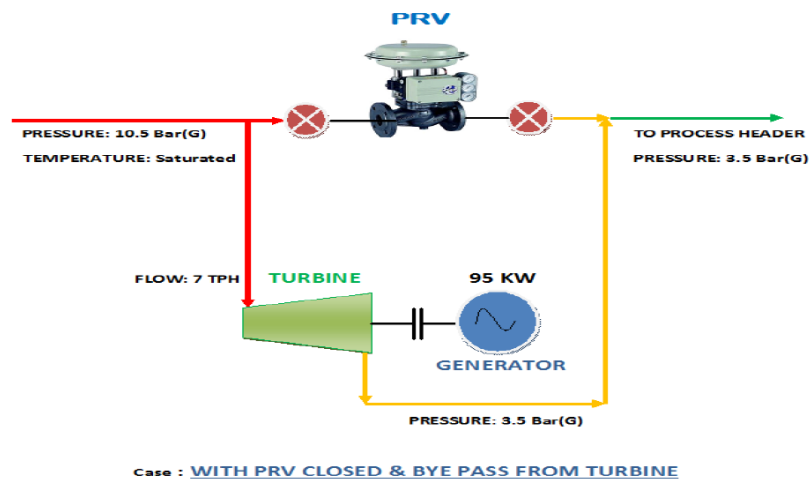 PRV
PRESSURE: 10.5 Bar(G)
TEMPERATURE: Saturated
TO PROCESS HEADER
PRESSURE: 3.5 Bar(G)
FLOW: 7 TPH
TURBINE
95 KW
GENERATOR
PRESSURE: 3.5 Bar(G)
Case : WITH PRV CLOSED & BYE PASS FROM TURBINE